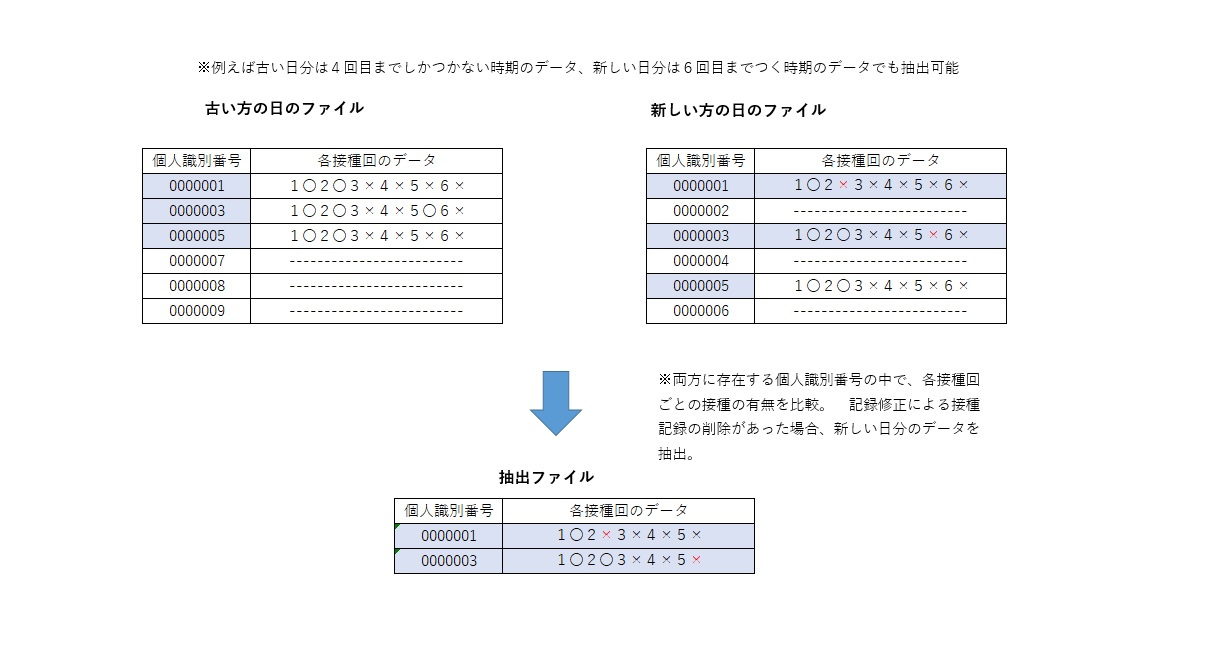 ※例えば古い日分は４回目までしかつかない時期のデータ、新しい日分は６回目までつく時期のデータでも抽出可能
古い方の日のファイル
個人識別番号 各接種回のデータ
0000001 １〇２〇３×４×５×６×
0000003 １〇２〇３×４×５〇６×
0000005 １〇２〇３×４×５×６×
0000007 -------------------------
0000008 -------------------------
0000009 -------------------------
新しい方の日のファイル
個人識別番号 各接種回のデータ
0000001 １〇２×３×４×５×６×
0000002 -------------------------
0000003 １〇２〇３×４×５×６×
0000004 -------------------------
0000005 １〇２〇３×４×５×６×
0000006 -------------------------
※両方に存在する個人識別番号の中で、各接種回
ごとの接種の有無を比較。　記録修正による接種
記録の削除があった場合、新しい日分のデータを
抽出。
抽出ファイル
個人識別番号 各接種回のデータ
0000001 １〇２×３×４×５×
0000003 １〇２〇３×４×５×